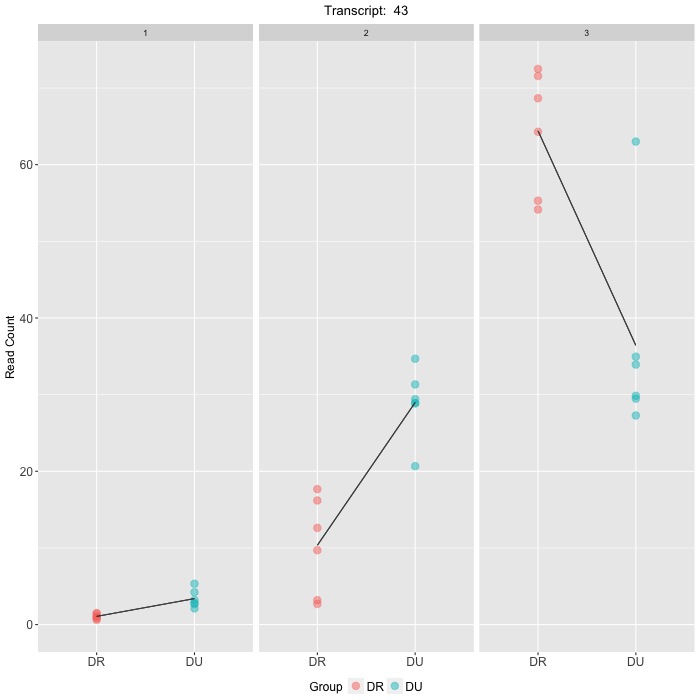 Transcript:  43
1 2 3
60
40
20
0
Read Count
DR DU DR DU DR DU
Group DR DU